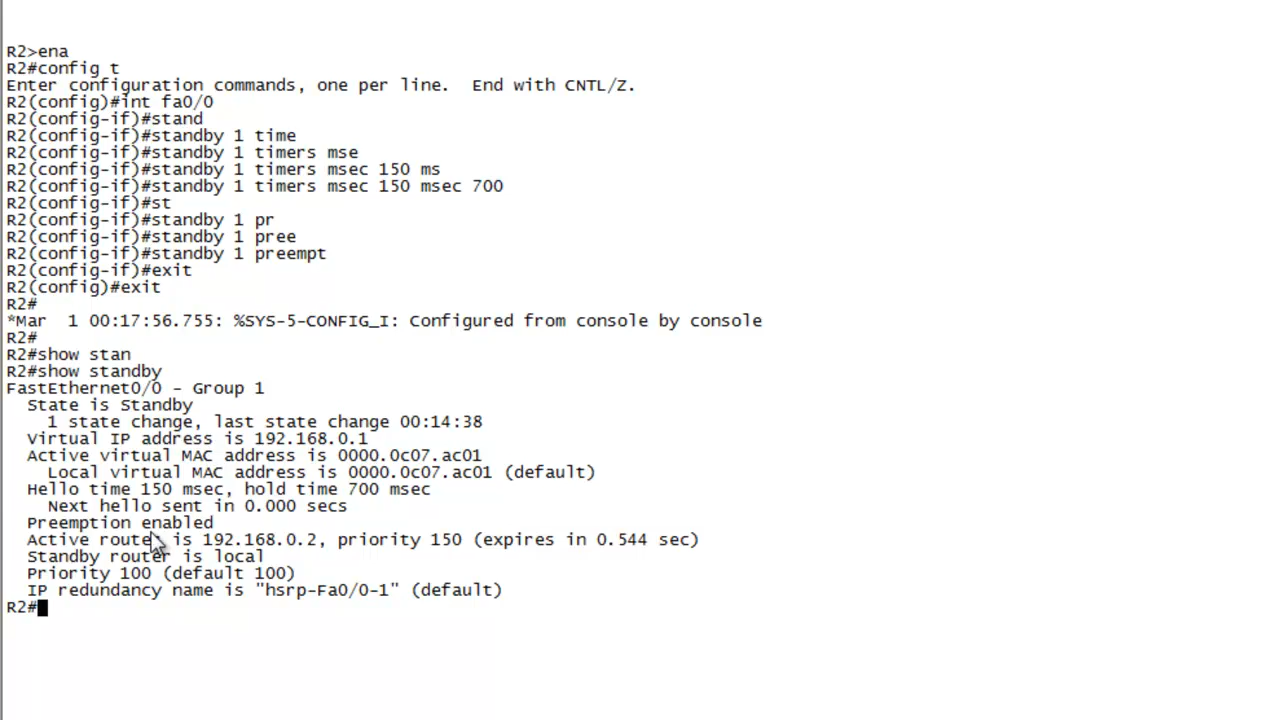 R2>ena
R2#config t
Enter configuration commands, one per line.  End with CNTL/Z.
R2(config)#int fa0/0
R2(config-if)#stand
R2(config-if)#standby 1 time
R2(config-if)#standby 1 timers mse
R2(config-if)#standby 1 timers msec 150 ms
R2(config-if)#standby 1 timers msec 150 msec 700
R2(config-if)#st
R2(config-if)#standby 1 pr
R2(config-if)#standby 1 pree
R2(config-if)#standby 1 preempt
R2(config-if)#exit
R2(config)#exit
R2#
*Mar  1 00:17:56.755: %SYS-5-CONFIG_I: Configured from console by console
R2#
R2#show stan
R2#show standby
FastEthernet0/0 - Group 1
  State is Standby
    1 state change, last state change 00:14:38
  Virtual IP address is 192.168.0.1
  Active virtual MAC address is 0000.0c07.ac01
    Local virtual MAC address is 0000.0c07.ac01 (default)
  Hello time 150 msec, hold time 700 msec
    Next hello sent in 0.000 secs
  Preemption enabled
  Active router is 192.168.0.2, priority 150 (expires in 0.544 sec)
  Standby router is local
  Priority 100 (default 100)
  IP redundancy name is "hsrp-Fa0/0-1" (default)
R2#